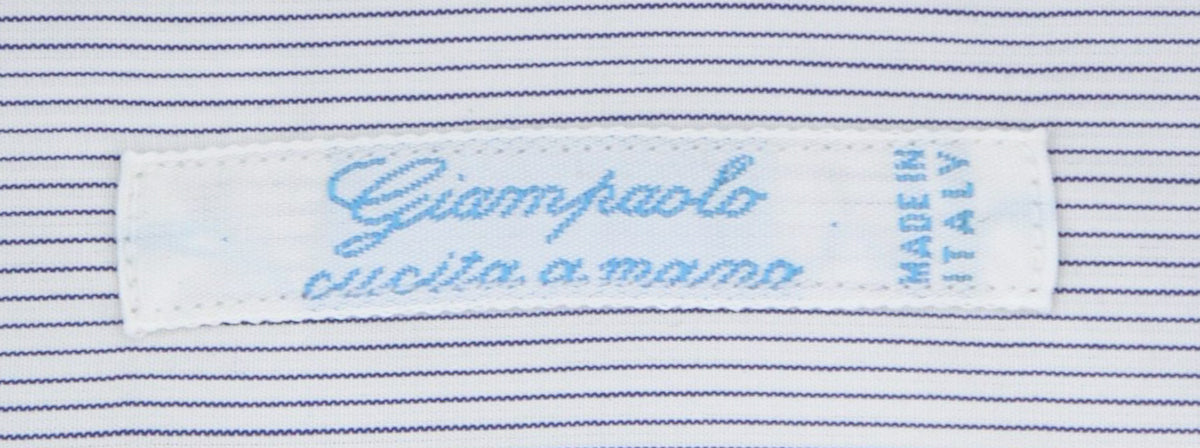 Giampaolo
cucita a mano
MADE IN
ITALY